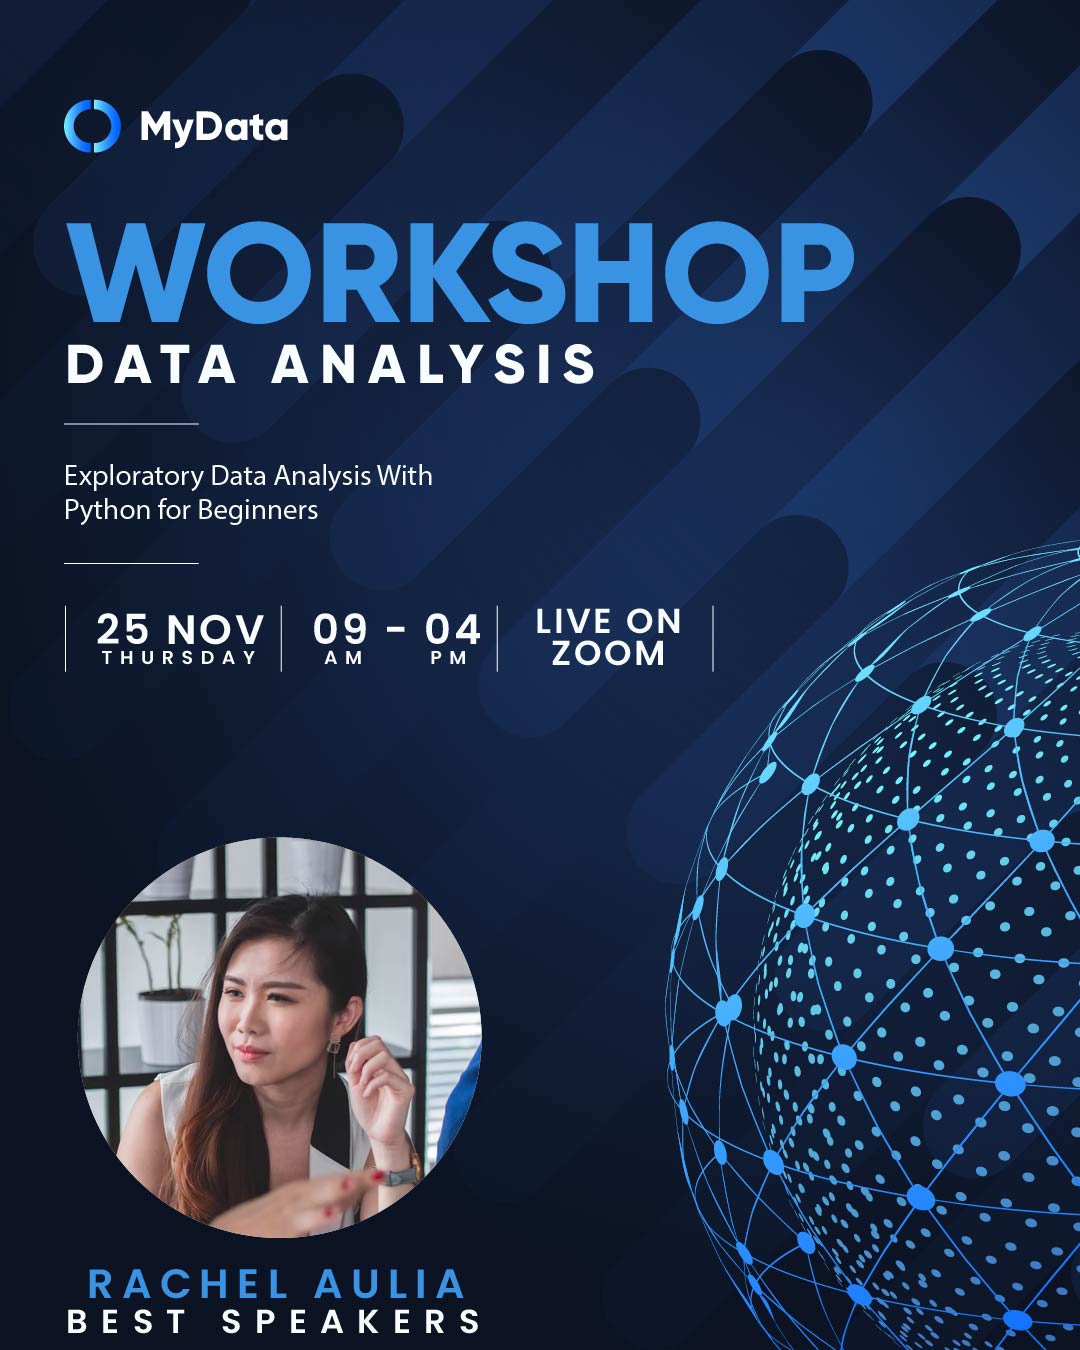 MyData
WORKSHOP
DATA ANALYSIS
Exploratory Data Analysis With
Python for Beginners
25 NOV
THURSDAY
09 - 04
AM PM
LIVE ON
ZOOM
RACHEL AULIA
BEST SPEAKERS